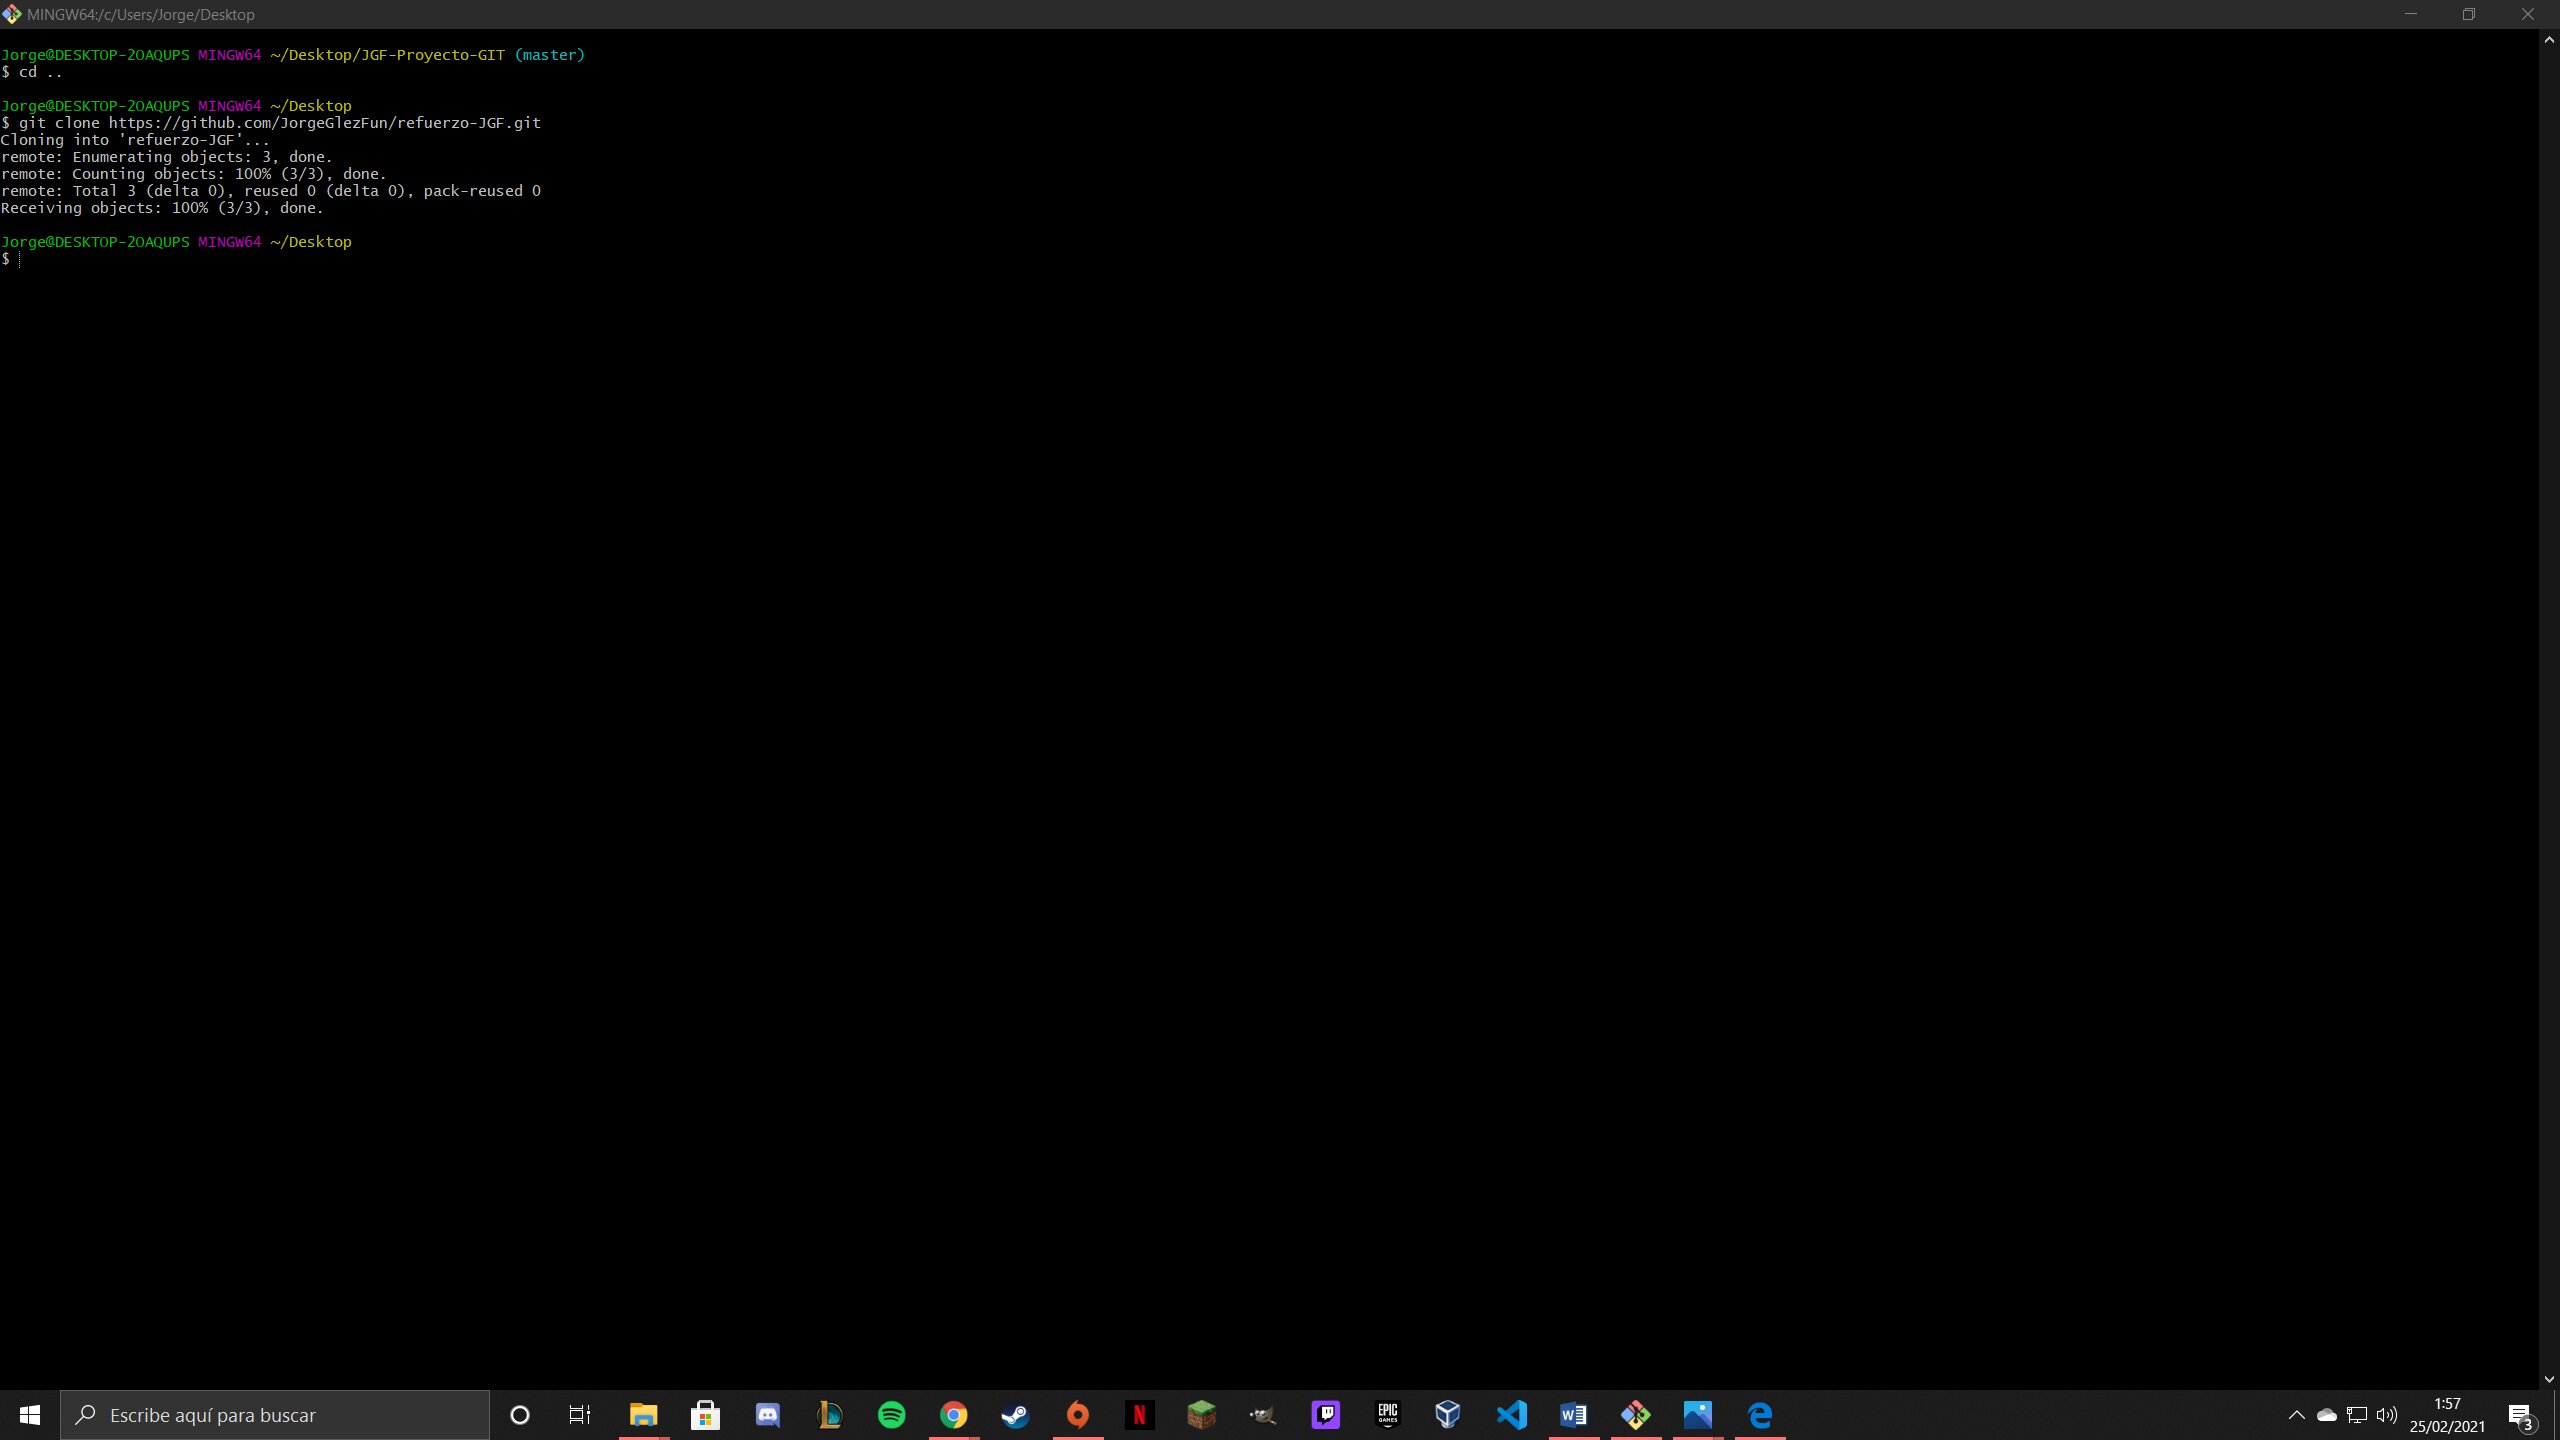 MINGW64:/c/Users/Jorge/Desktop
Jorge@DESKTOP-2OAQUPS MINGW64 ~/Desktop/JGF-Proyecto-GIT (master)
$ cd ..
Jorge@DESKTOP-2OAQUPS MINGW64 ~/Desktop
$ git clone https://github.com/JorgeGlezFun/refuerzo-JGF.git
Cloning into 'refuerzo-JGF'...
remote: Enumerating objects: 3, done.
remote: Counting objects: 100% (3/3), done.
remote: Total 3 (delta 0), reused 0 (delta 0), pack-reused 0
Receiving objects: 100% (3/3), done.
Jorge@DESKTOP-2OAQUPS MINGW64 ~/Desktop
$
Escribe aquí para buscar
EPIC
GAMES
1:57
25/02/2021
3